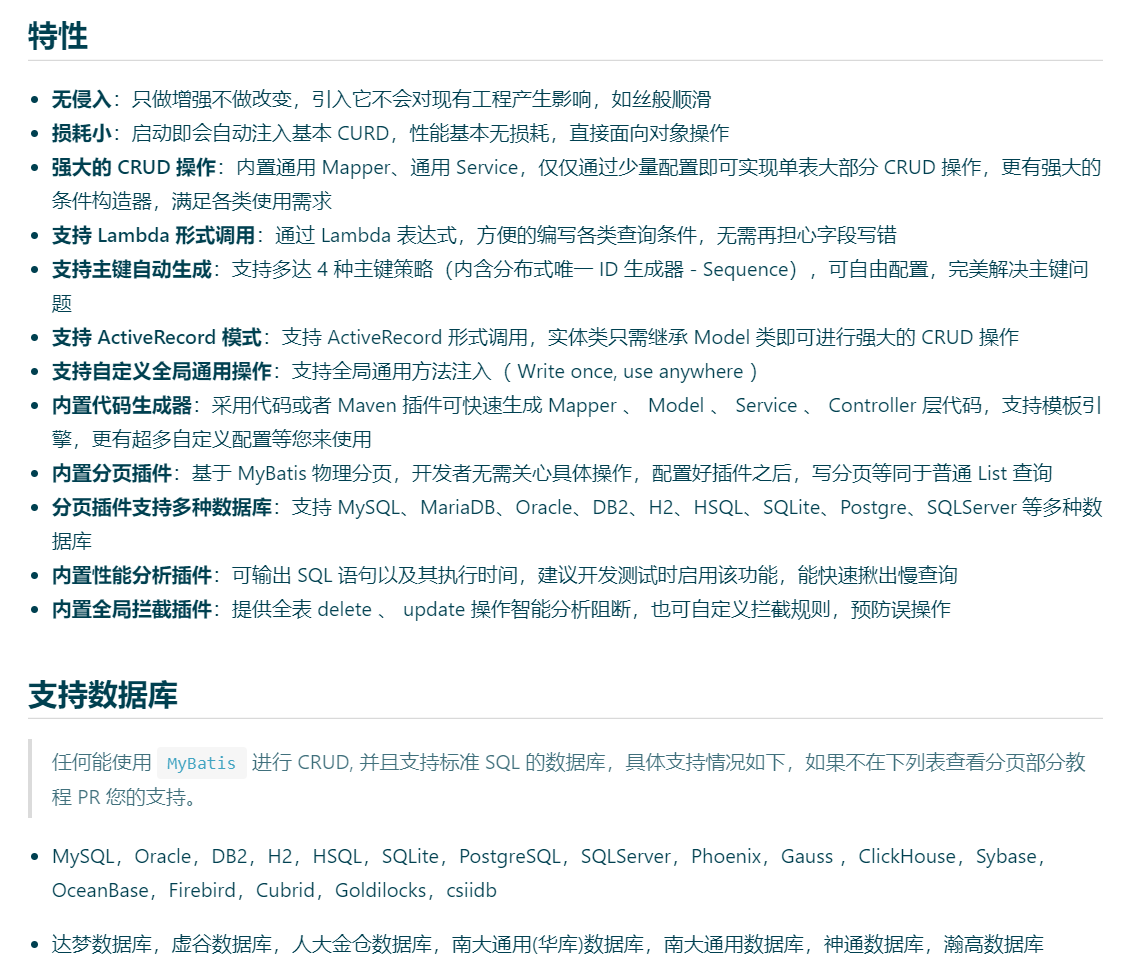 特性
无侵入：只做增强不做改变，引入它不会对现有工程产生影响，如丝般顺滑
损耗小：启动即会自动注入基本 CURD，性能基本无损耗，直接面向对象操作
强大的 CRUD 操作：内置通用 Mapper、通用 Service，仅仅通过少量配置即可实现单表大部分 CRUD 操作，更有强大的
条件构造器，满足各类使用需求
支持 Lambda 形式调用：通过 Lambda 表达式，方便的编写各类查询条件，无需再担心字段写错
支持主键自动生成：支持多达 4 种主键策略（内含分布式唯一 ID 生成器 - Sequence），可自由配置，完美解决主键问
题
支持 ActiveRecord 模式：支持 ActiveRecord 形式调用，实体类只需继承 Model 类即可进行强大的 CRUD 操作
支持自定义全局通用操作：支持全局通用方法注入（ Write once, use anywhere ）
内置代码生成器：采用代码或者 Maven 插件可快速生成 Mapper 、 Model 、 Service 、 Controller 层代码，支持模板引
擎，更有超多自定义配置等您来使用
内置分页插件：基于 MyBatis 物理分页，开发者无需关心具体操作，配置好插件之后，写分页等同于普通 List 查询
分页插件支持多种数据库：支持 MySQL、MariaDB、Oracle、DB2、H2、HSQL、SQLite、Postgre、SQLServer 等多种数
据库
内置性能分析插件：可输出 SQL 语句以及其执行时间，建议开发测试时启用该功能，能快速揪出慢查询
内置全局拦截插件：提供全表 delete 、 update 操作智能分析阻断，也可自定义拦截规则，预防误操作
支持数据库
任何能使用 MyBatis 进行 CRUD, 并且支持标准 SQL 的数据库，具体支持情况如下，如果不在下列表查看分页部分教
程 PR 您的支持。
MySQL，Oracle，DB2，H2，HSQL，SQLite，PostgreSQL，SQLServer，Phoenix，Gauss ，ClickHouse，Sybase，
OceanBase，Firebird，Cubrid，Goldilocks，csiidb
达梦数据库，虚谷数据库，人大金仓数据库，南大通用(华库)数据库，南大通用数据库，神通数据库，瀚高数据库